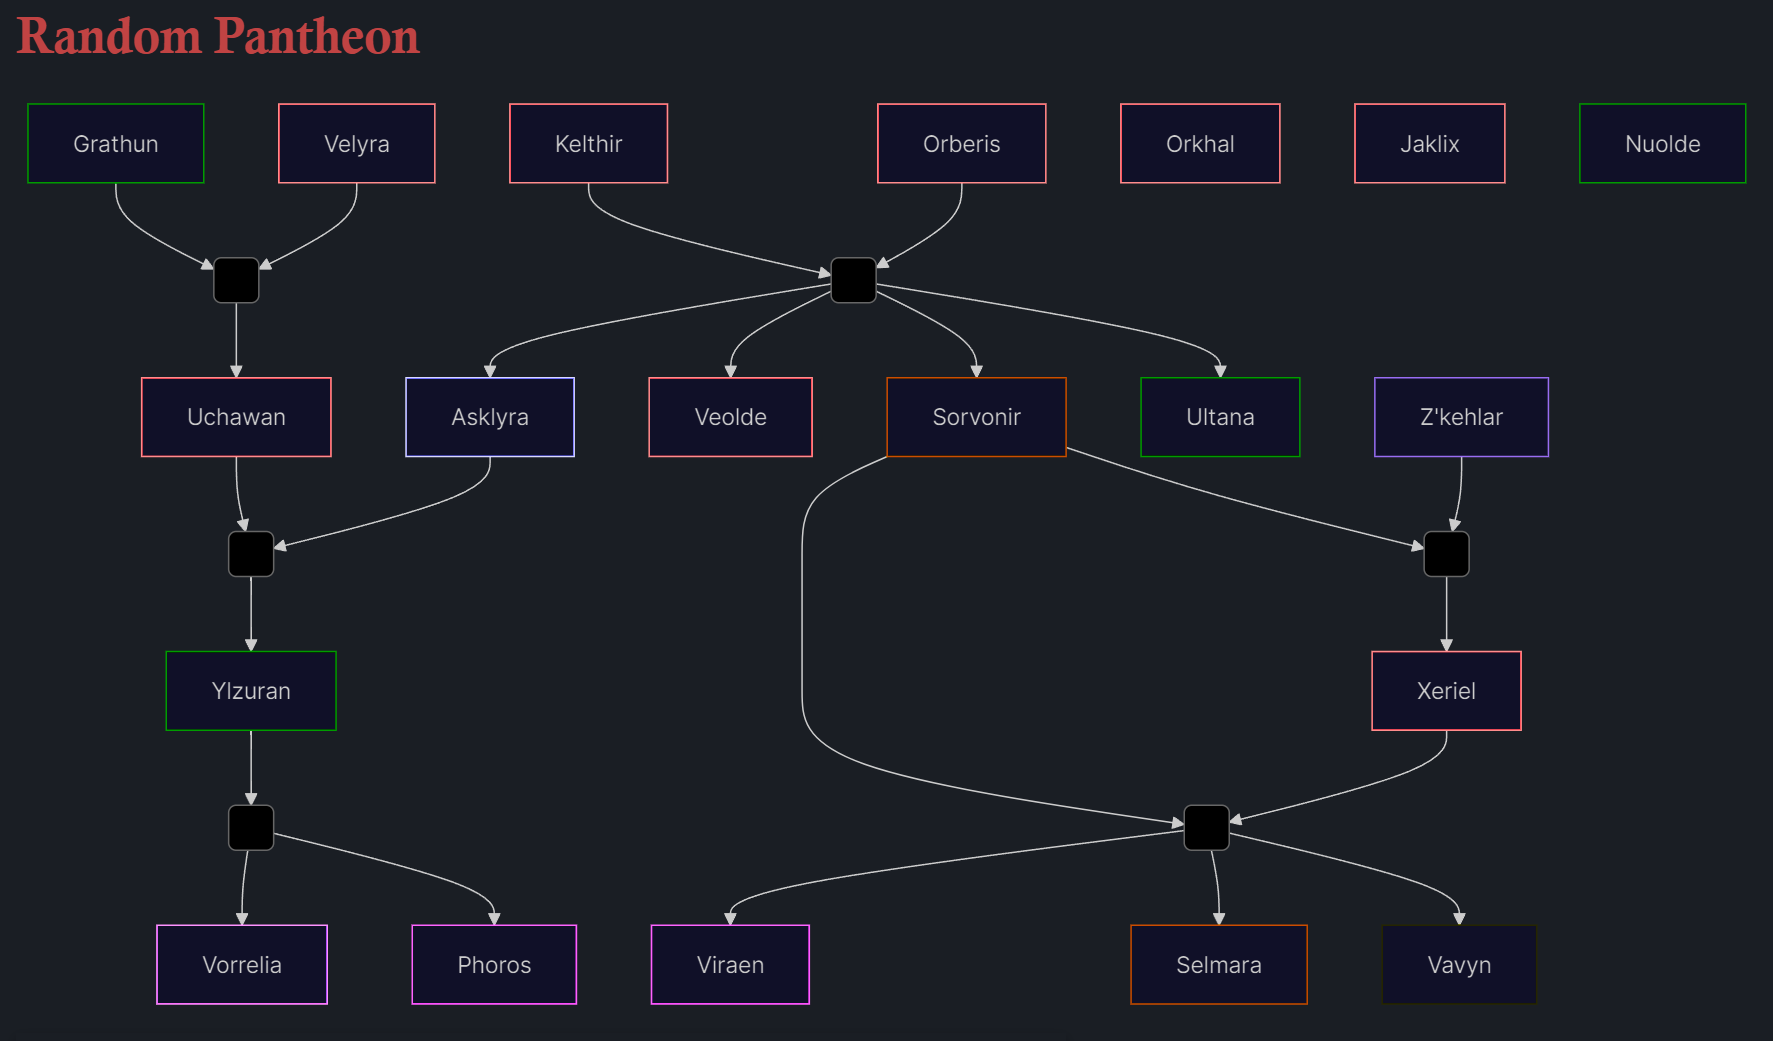 Random Pantheon
Grathun
Velyra
Kelthir
Orberis
Orkhal
Jaklix
Nuolde
Uchawan
Asklyra
Veolde
Sorvonir
Ultana
Z'kehlar
Ylzuran
Xeriel
Vorrelia
Phoros
Viraen
Selmara
Vavyn